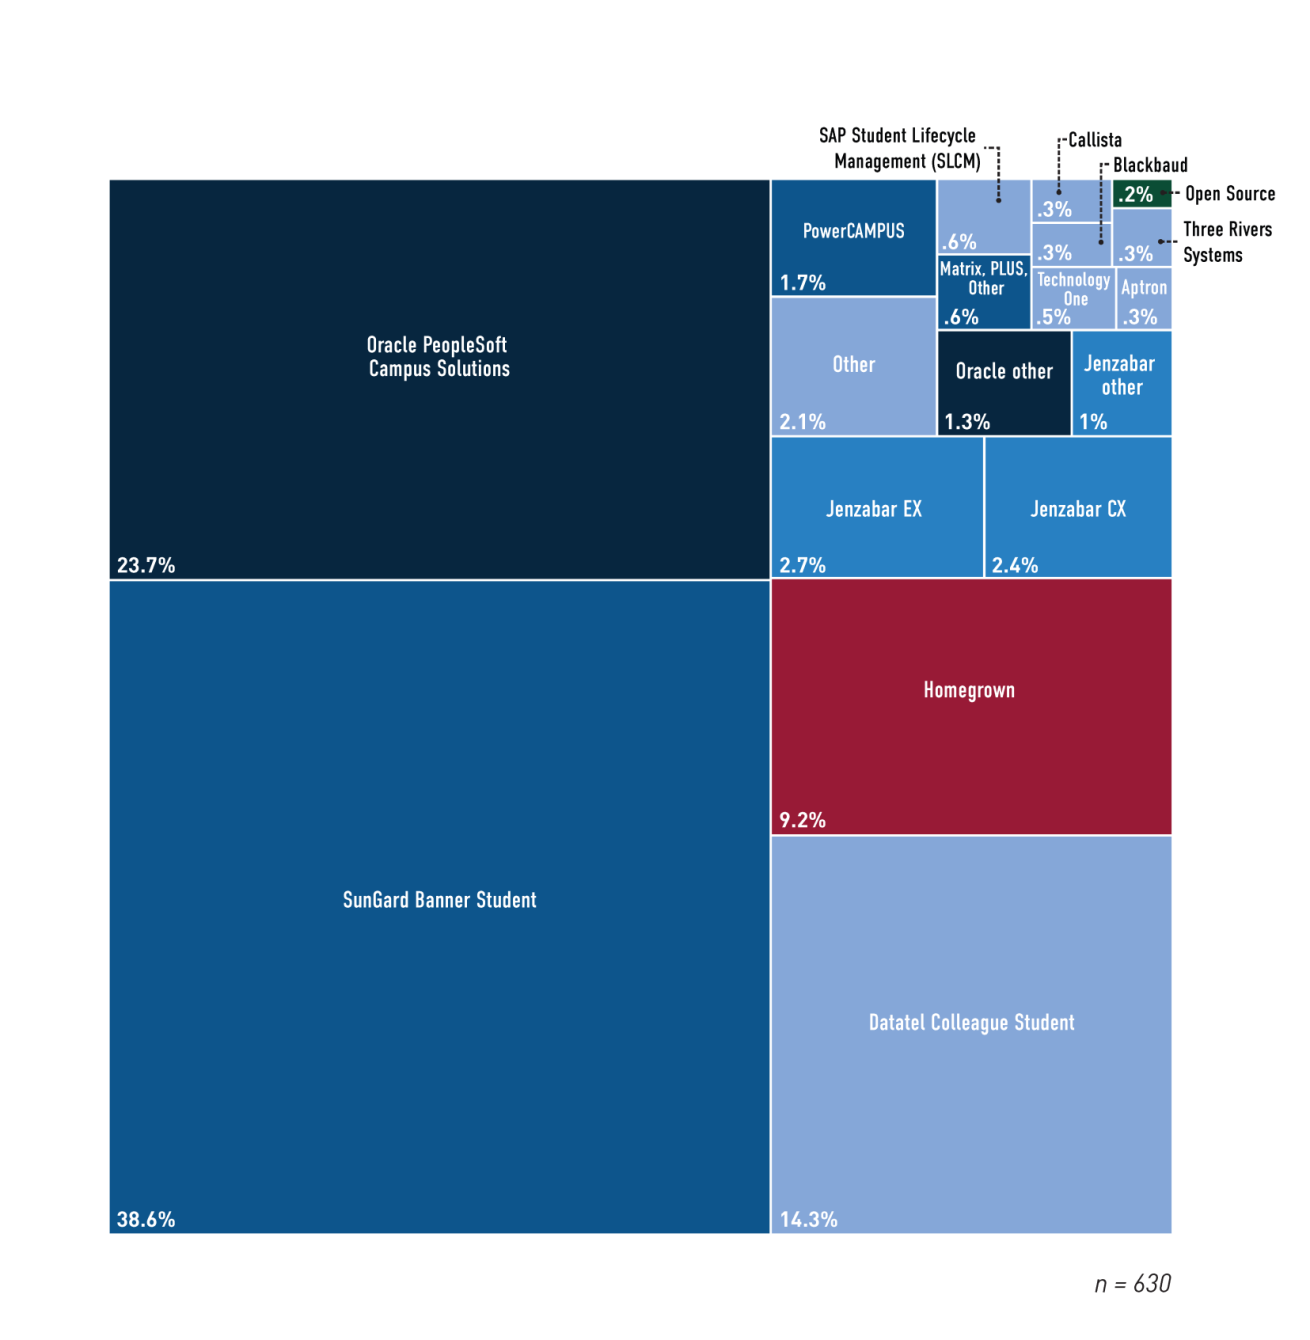 SAP Student Lifecycle
Management (SLCM)
Callista
Blackbaud
Open Source
Three Rivers
Systems
Oracle PeopleSoft
Campus Solutions
23.7%
PowerCAMPUS
1.7%
.6%
.3%
.2%
.3%
.3%
Matrix, PLUS,
Other
.6%
Technology
One
.5%
Aptron
.3%
Other
2.1%
Oracle other
1.3%
Jenzabar
other
1%
Jenzabar EX
2.7%
Jenzabar CX
2.4%
Homegrown
9.2%
SunGard Banner Student
38.6%
Datatel Colleague Student
14.3%
n = 630